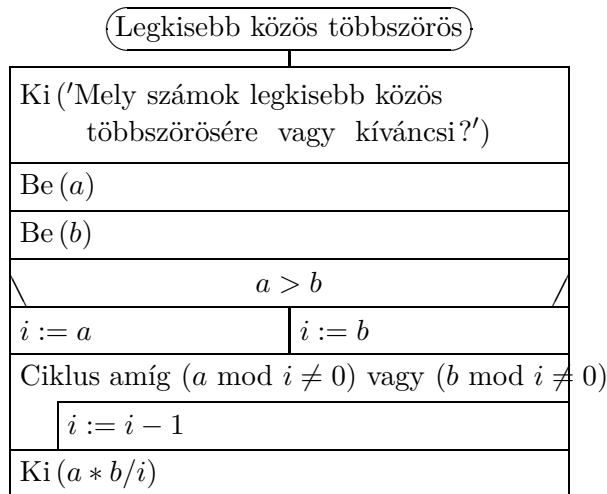 Legkisebb közös többszörös
Ki ('Mely számok legkisebb közös
többszörösére vagy kíváncsi?')
Be (a)
Be (b)
a > b
i := a
i := b
Ciklus amíg (a mod i ≠ 0) vagy (b mod i ≠ 0)
i := i − 1
Ki (a ∗ b/i)